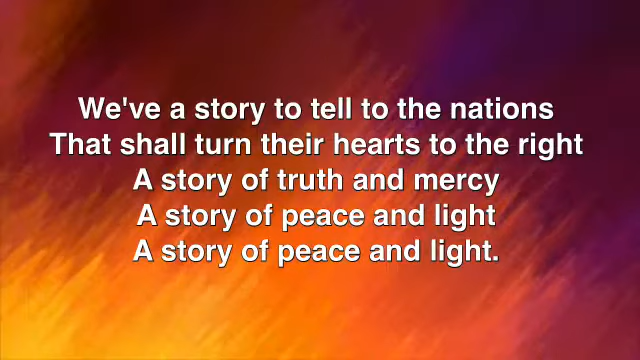 We've a story to tell to the nations
That shall turn their hearts to the right
A story of truth and mercy
A story of peace and light
A story of peace and light.